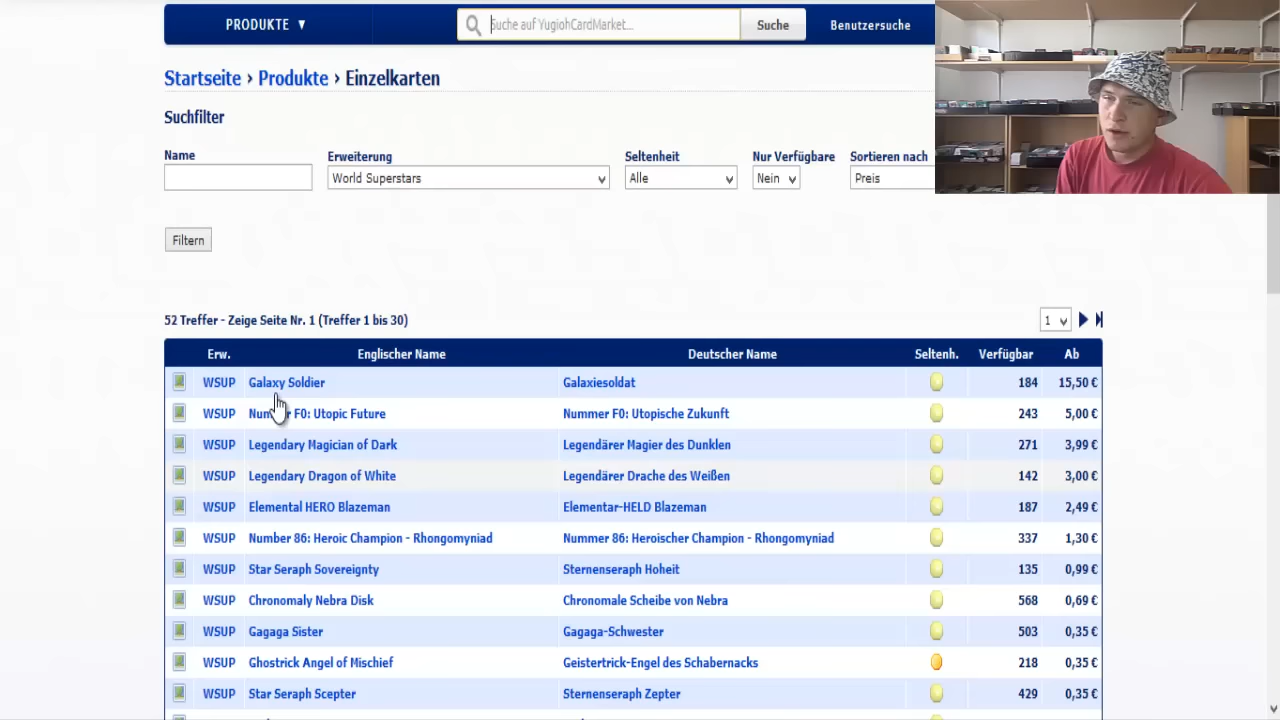 PRODUKTE ▼
Suche auf YugiohCardMarket...
Suche
Benutzersuche
Startseite › Produkte › Einzelkarten
Suchfilter
Name
Erweiterung
Seltenheit
Nur Verfügbare
Sortieren nach
World Superstars
Alle
Nein
Preis
Filtern
52 Treffer - Zeige Seite Nr. 1 (Treffer 1 bis 30)
1
Erw. Englischer Name Deutscher Name Seltenh. Verfügbar Ab
WSUP Galaxy Soldier Galaxiesoldat 184 15,50 €
WSUP F0: Utopic Future Nummer F0: Utopische Zukunft 243 5,00 €
WSUP Legendary Magician of Dark Legendärer Magier des Dunklen 271 3,99 €
WSUP Legendary Dragon of White Legendärer Drache des Weißen 142 3,00 €
WSUP Elemental HERO Blazeman Elementar-HELD Blazeman 187 2,49 €
WSUP Number 86: Heroic Champion - Rhongomyniad Nummer 86: Heroischer Champion - Rhongomyniad 337 1,30 €
WSUP Star Seraph Sovereignty Sternenseraph Hoheit 135 0,99 €
WSUP Chronomaly Nebra Disk Chronomale Scheibe von Nebra 568 0,69 €
WSUP Gagaga Sister Gagaga-Schwester 503 0,35 €
WSUP Ghostrick Angel of Mischief Geistertrick-Engel des Schabernacks 218 0,35 €
WSUP Star Seraph Scepter Sternenseraph Zepter 429 0,35 €